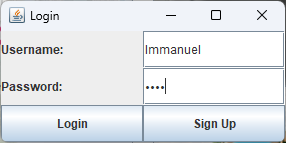 Login
Username: Immanuel
Password: ••••
Login Sign Up